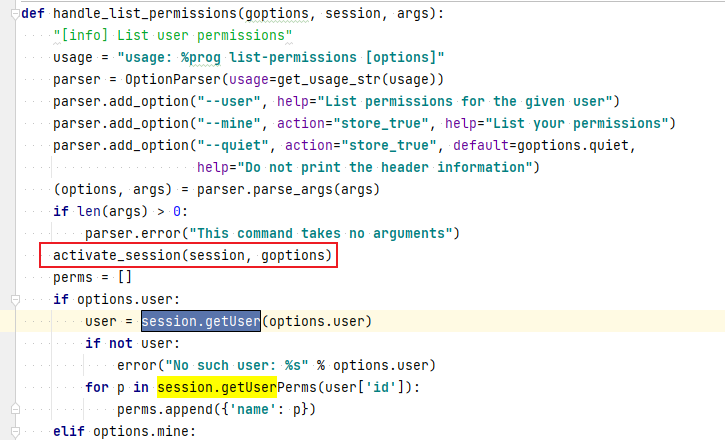 def handle_list_permissions(goptions, session, args):
    "[info] List user permissions"
    usage = "usage: %prog list-permissions [options]"
    parser = OptionParser(usage=get_usage_str(usage))
    parser.add_option("--user", help="List permissions for the given user")
    parser.add_option("--mine", action="store_true", help="List your permissions")
    parser.add_option("--quiet", action="store_true", default=goptions.quiet,
                      help="Do not print the header information")
    (options, args) = parser.parse_args(args)
    if len(args) > 0:
        parser.error("This command takes no arguments")
    activate_session(session, goptions)
    perms = []
    if options.user:
        user = session.getUser(options.user)
        if not user:
            error("No such user: %s" % options.user)
        for p in session.getUserPerms(user['id']):
            perms.append({'name': p})
    elif options.mine: